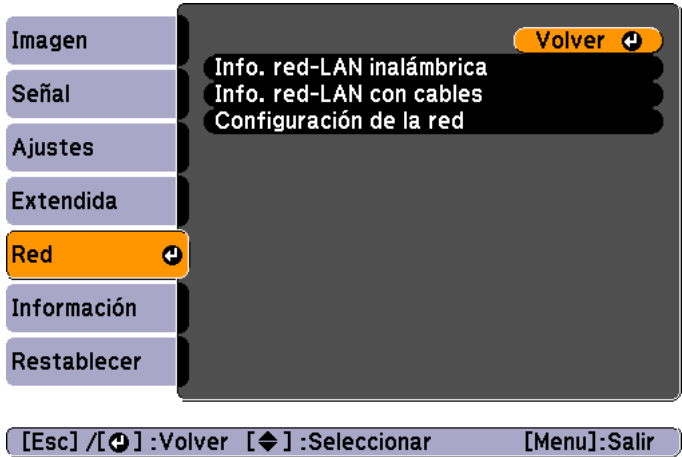 Imagen
Señal
Ajustes
Extendida
Red
Información
Restablecer
Volver
Info. red-LAN inalámbrica
Info. red-LAN con cables
Configuración de la red
[Esc] /[⏎] :Volver [◆] :Seleccionar [Menu]:Salir